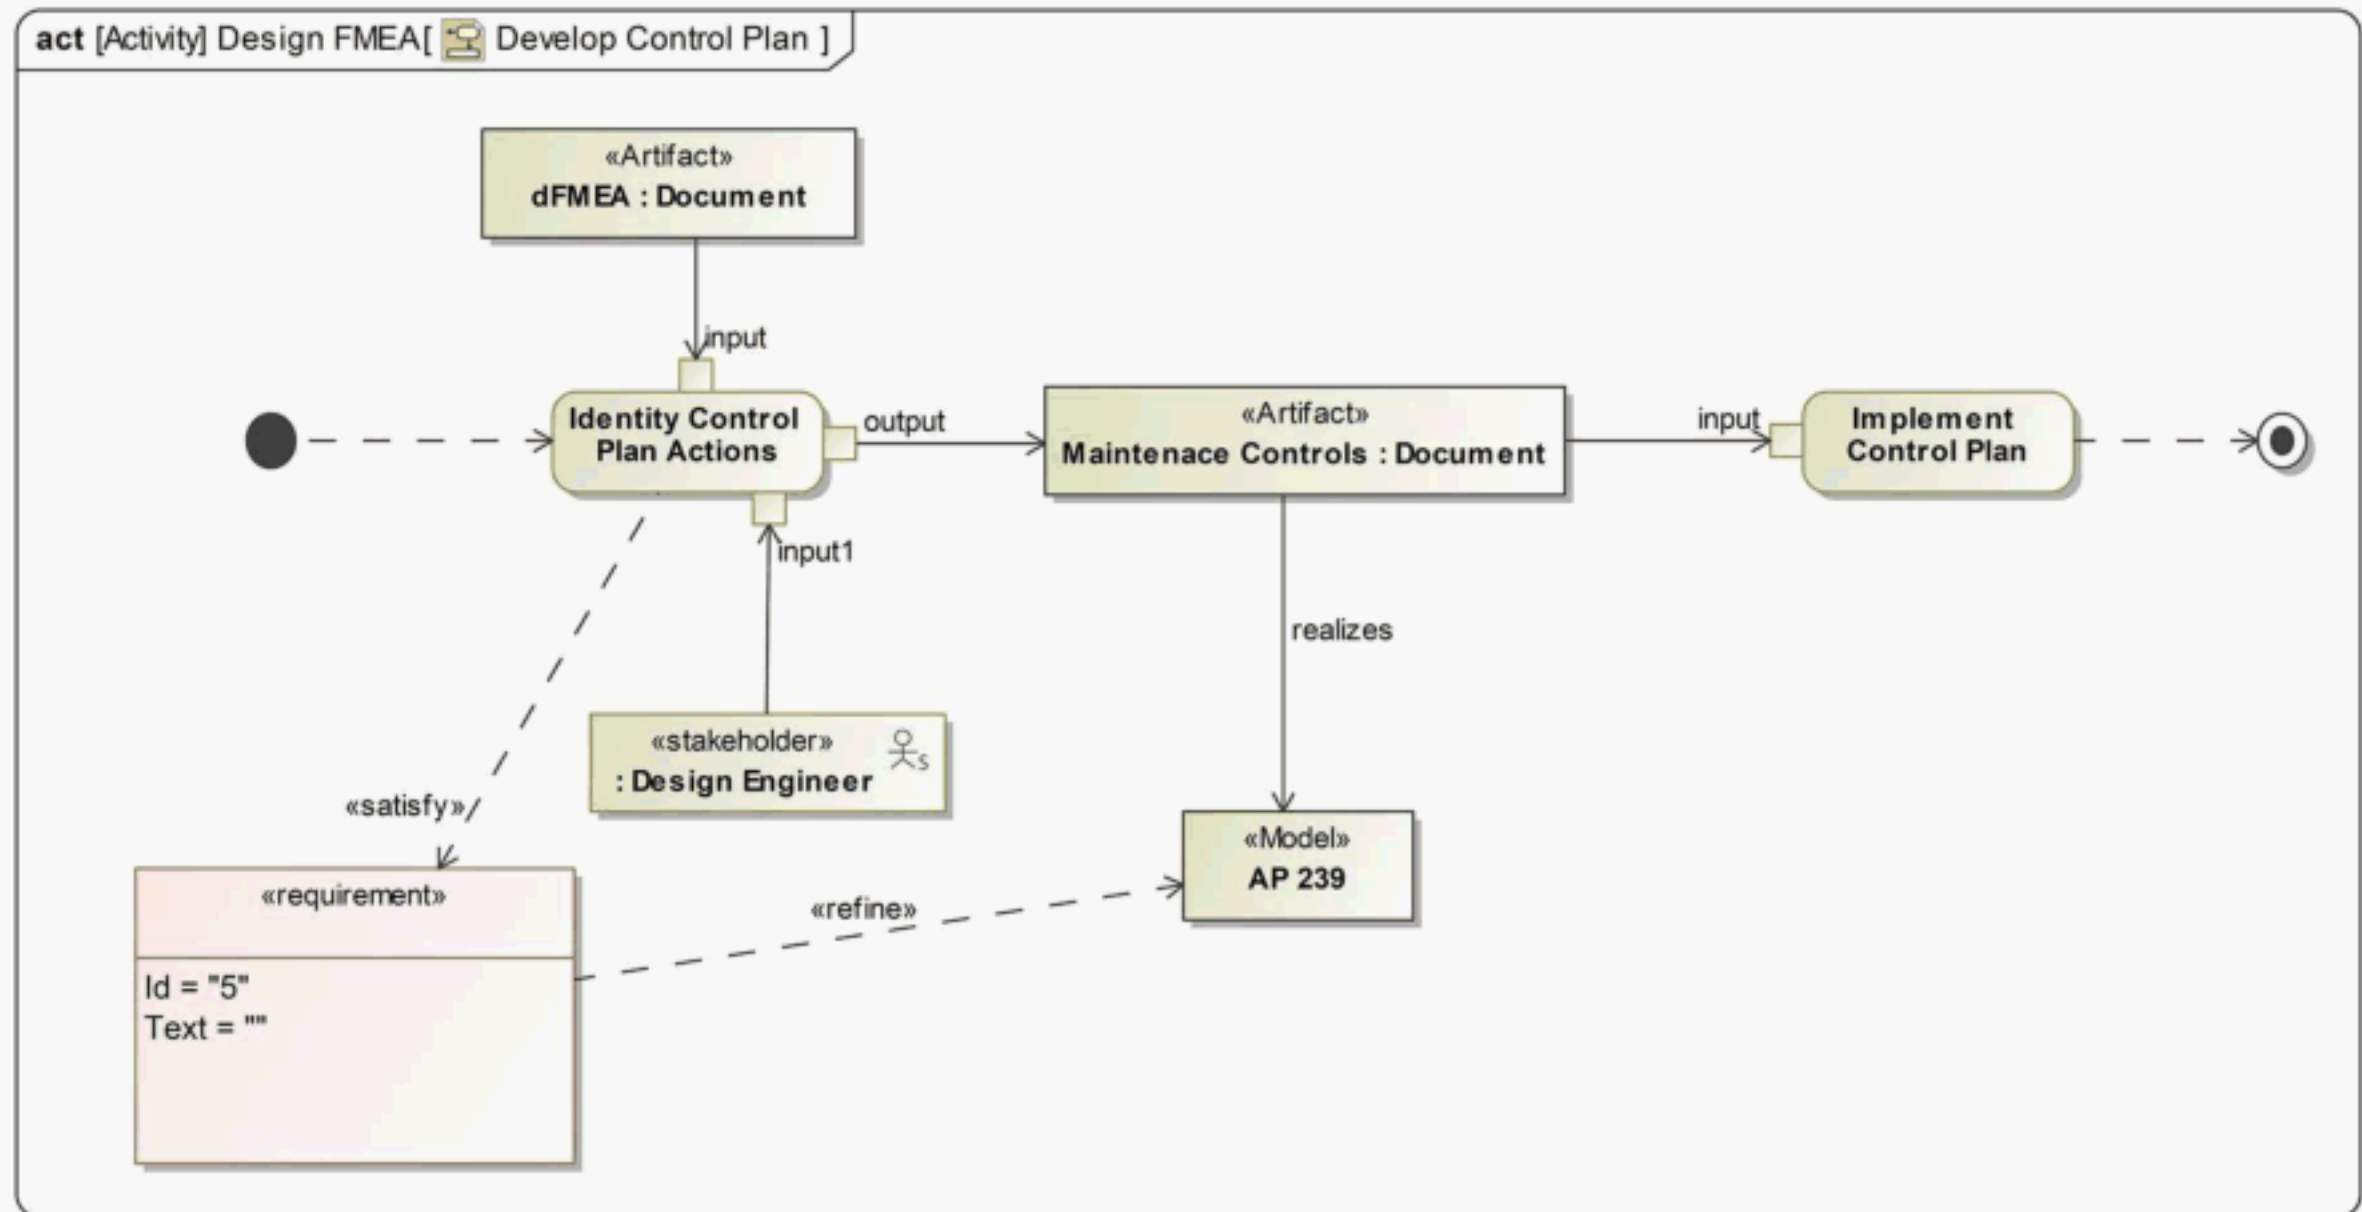 act [Activity] Design FMEA[ Develop Control Plan ]
«Artifact»
dFMEA : Document
input
Identity Control
Plan Actions
output
«Artifact»
Maintenace Controls : Document
input
Implement
Control Plan
input1
realizes
«stakeholder»
: Design Engineer
S
«satisfy»
«Model»
AP 239
«requirement»
«refine»
Id = "5"
Text = ""